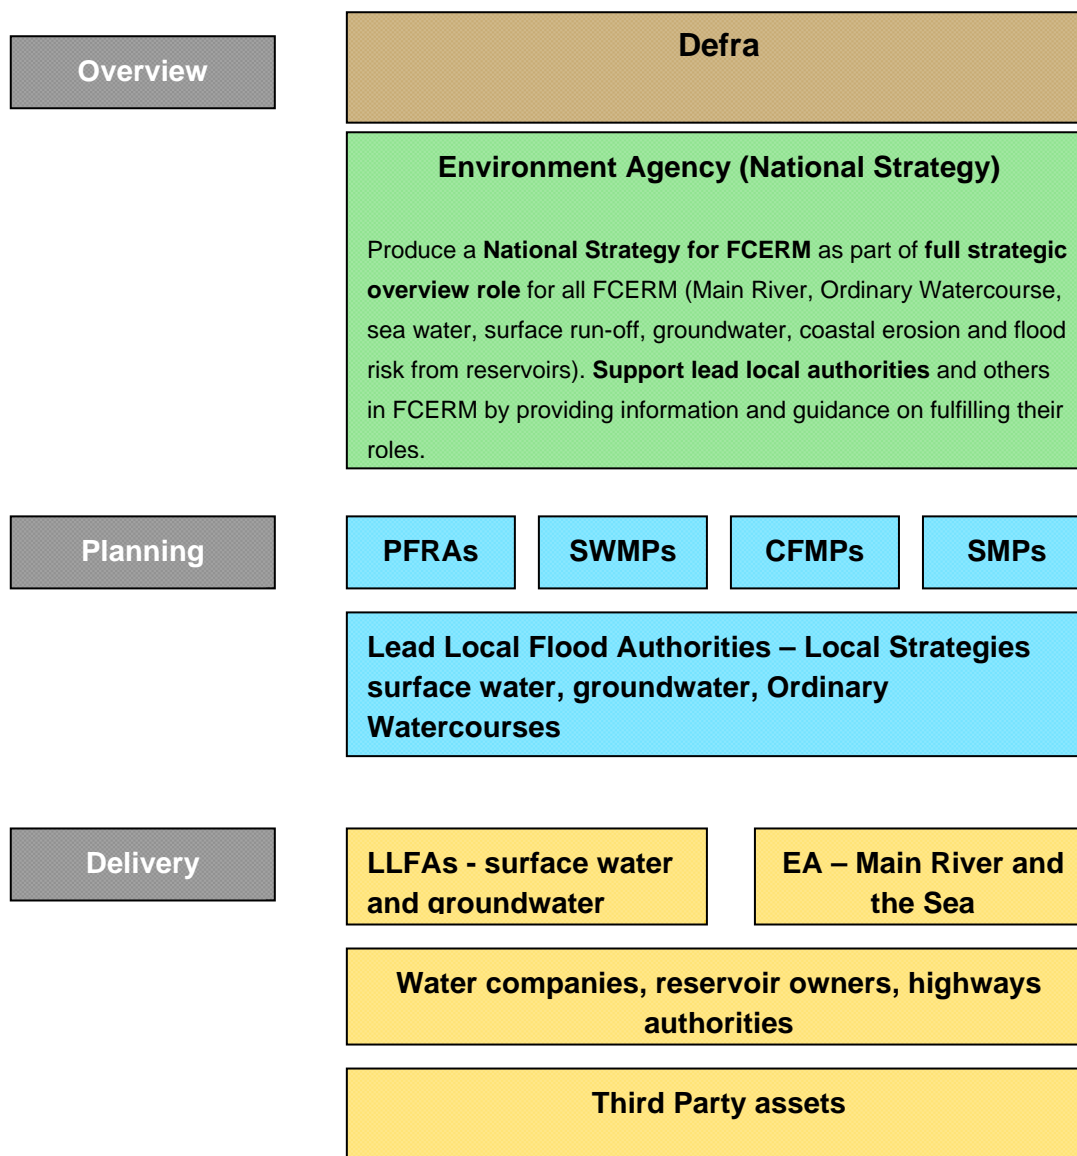 Overview
Defra
Environment Agency (National Strategy)
Produce a National Strategy for FCERM as part of full strategic
overview role for all FCERM (Main River, Ordinary Watercourse,
sea water, surface run-off, groundwater, coastal erosion and flood
risk from reservoirs). Support lead local authorities and others
in FCERM by providing information and guidance on fulfilling their
roles.
Planning
PFRAs
SWMPs
CFMPs
SMPs
Lead Local Flood Authorities – Local Strategies
surface water, groundwater, Ordinary
Watercourses
Delivery
LLFAs - surface water
and groundwater
EA – Main River and
the Sea
Water companies, reservoir owners, highways
authorities
Third Party assets